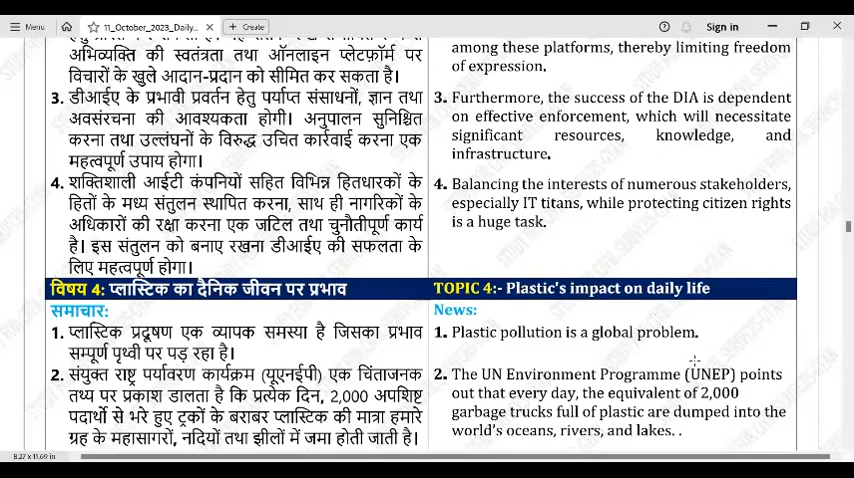 Menu
11_October_2023_Daily...
+ Create
Sign in
अभिव्यक्ति की स्वतंत्रता तथा ऑनलाइन प्लेटफ़ॉर्म पर
विचारों के खुले आदान-प्रदान को सीमित कर सकता है।
3. डीआईए के प्रभावी प्रवर्तन हेतु पर्याप्त संसाधनों, ज्ञान तथा
अवसंरचना की आवश्यकता होगी। अनुपालन सुनिश्चित
करना तथा उल्लंघनों के विरुद्ध उचित कार्रवाई करना एक
महत्वपूर्ण उपाय होगा।
4. शक्तिशाली आईटी कंपनियों सहित विभिन्न हितधारकों के
हितों के मध्य संतुलन स्थापित करना, साथ ही नागरिकों के
अधिकारों की रक्षा करना एक जटिल तथा चुनौतीपूर्ण कार्य
है। इस संतुलन को बनाए रखना डीआईए की सफलता के
लिए महत्वपूर्ण होगा।
विषय 4: प्लास्टिक का दैनिक जीवन पर प्रभाव
समाचार:
1. प्लास्टिक प्रदूषण एक व्यापक समस्या है जिसका प्रभाव
सम्पूर्ण पृथ्वी पर पड़ रहा है।
2. संयुक्त राष्ट्र पर्यावरण कार्यक्रम (यूएनईपी) एक चिंताजनक
तथ्य पर प्रकाश डालता है कि प्रत्येक दिन, 2,000 अपशिष्ट
पदार्थो से भरे हुए ट्रकों के बराबर प्लास्टिक की मात्रा हमारे
ग्रह के महासागरों, नदियों तथा झीलों में जमा होती जाती है।
among these platforms, thereby limiting freedom
of expression.
3. Furthermore, the success of the DIA is dependent
on effective enforcement, which will necessitate
significant resources, knowledge, and
infrastructure.
4. Balancing the interests of numerous stakeholders,
especially IT titans, while protecting citizen rights
is a huge task.
TOPIC 4:- Plastic's impact on daily life
News:
1. Plastic pollution is a global problem.
2. The UN Environment Programme (UNEP) points
out that every day, the equivalent of 2,000
garbage trucks full of plastic are dumped into the
world's oceans, rivers, and lakes. .
8.27 x 11.69 in